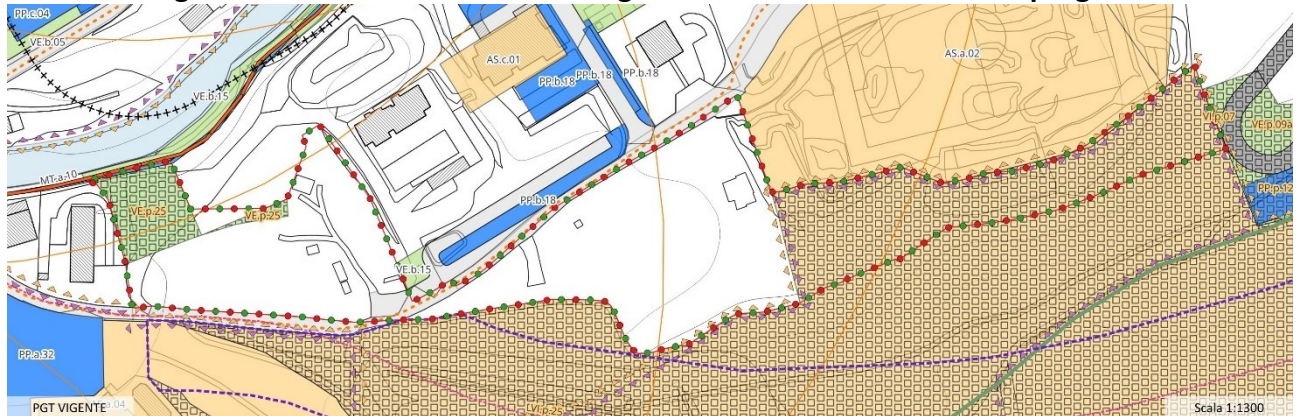 PP.c.04
VE.b.05
VE.b.15
AS.c.01
PP.b.18
PP.b.18
PP.b.18
AS.a.02
VI.p.07
VE.p.09a
MT.a.10
VE.p.25
VE.p.25
PP.b.18
PP.p.12
VE.b.15
PP.a.32
VI.p.25
PGT VIGENTE
Scala 1:1300